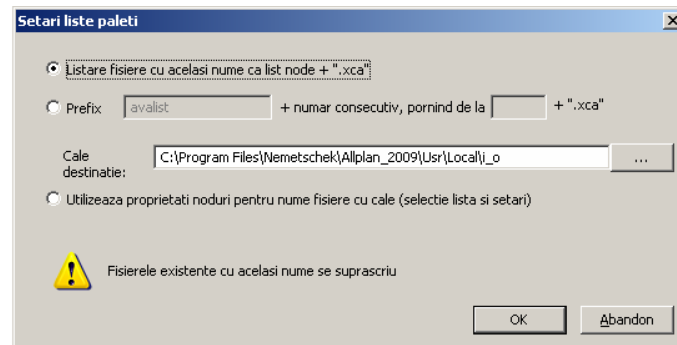 Setari liste paleti
Listare fisiere cu acelasi nume ca list node + ".xca"
Prefix avalist + numar consecutiv, pornind de la + ".xca"
Cale
destinatie: C:\Program Files\Nemetschek\Allplan_2009\Usr\Local\i_o ...
Utilizeaza proprietati noduri pentru nume fisiere cu cale (selectie lista si setari)
Fisierele existente cu acelasi nume se suprascriu
OK Abandon